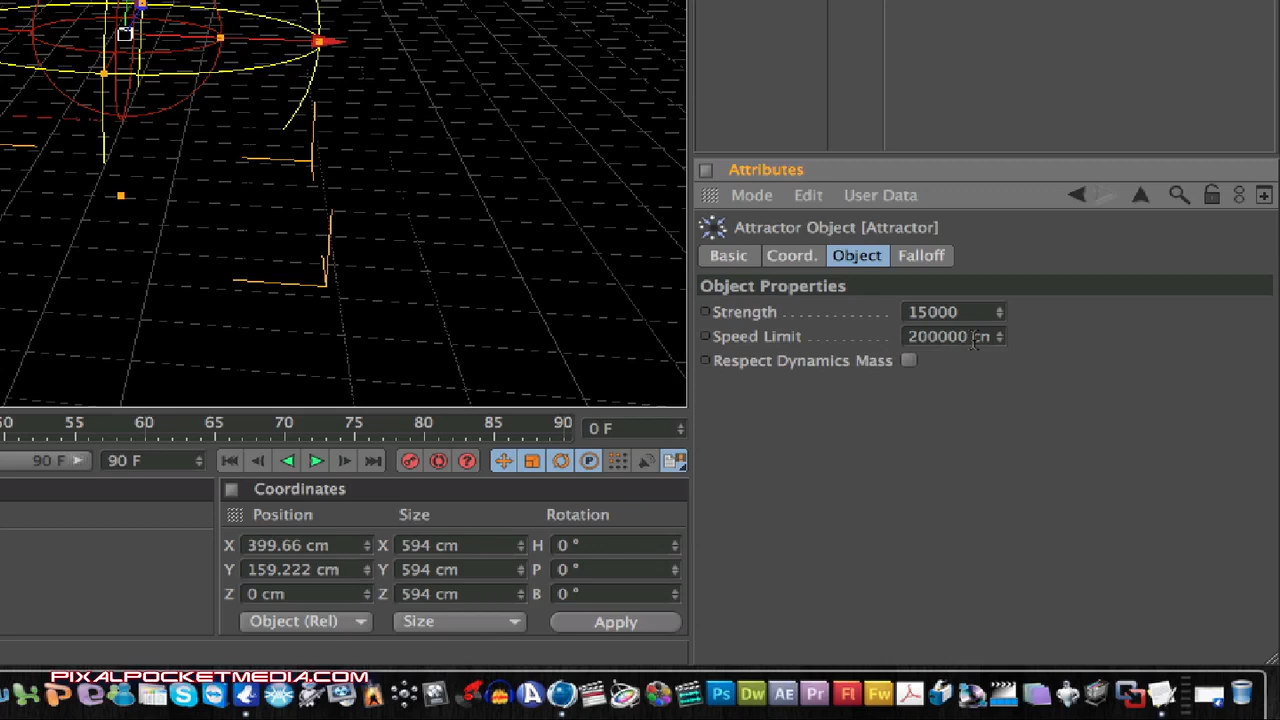 Attributes
Mode Edit User Data
Attractor Object [Attractor]
Basic Coord. Object Falloff
Object Properties
Strength . . . . . . . . . . . . . 15000
Speed Limit . . . . . . . . . . 200000 cn
Respect Dynamics Mass
50 55 60 65 70 75 80 85 90 0 F
90 F 90 F
Coordinates
Position Size Rotation
X 399.66 cm X 594 cm H 0 °
Y 159.222 cm Y 594 cm P 0 °
Z 0 cm Z 594 cm B 0 °
Object (Rel) Size Apply
PIXALPOCKETMEDIA.COM
Ps Dw Ae Pr Fl Fw